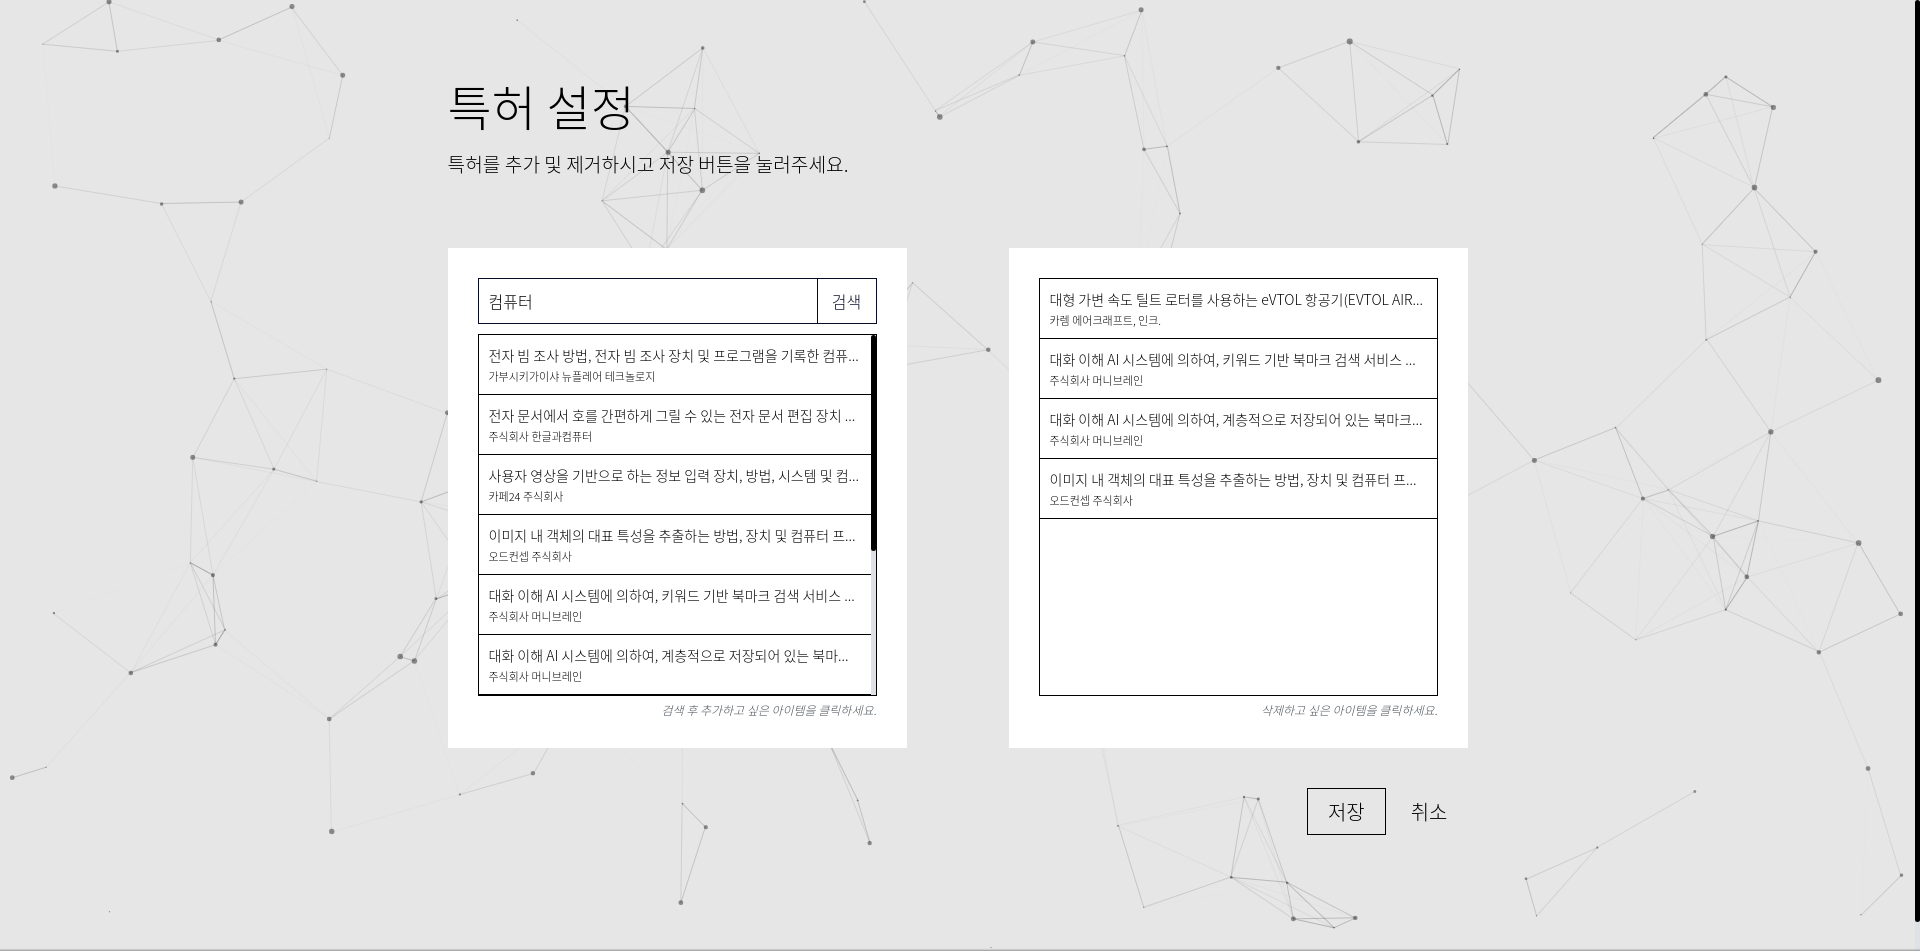 특허 설정
특허를 추가 및 제거하시고 저장 버튼을 눌러주세요.
컴퓨터
검색
전자 빔 조사 방법, 전자 빔 조사 장치 및 프로그램을 기록한 컴퓨...
가부시키가이샤 뉴플레어 테크놀로지
전자 문서에서 호를 간편하게 그릴 수 있는 전자 문서 편집 장치 ...
주식회사 한글과컴퓨터
사용자 영상을 기반으로 하는 정보 입력 장치, 방법, 시스템 및 컴...
카페24 주식회사
이미지 내 객체의 대표 특성을 추출하는 방법, 장치 및 컴퓨터 프...
오드컨셉 주식회사
대화 이해 AI 시스템에 의하여, 키워드 기반 북마크 검색 서비스 ...
주식회사 머니브레인
대화 이해 AI 시스템에 의하여, 계층적으로 저장되어 있는 북마...
주식회사 머니브레인
검색 후 추가하고 싶은 아이템을 클릭하세요.
대형 가변 속도 틸트 로터를 사용하는 eVTOL 항공기(EVTOL AIR...
카렘 에어크래프트, 인크.
대화 이해 AI 시스템에 의하여, 키워드 기반 북마크 검색 서비스 ...
주식회사 머니브레인
대화 이해 AI 시스템에 의하여, 계층적으로 저장되어 있는 북마크...
주식회사 머니브레인
이미지 내 객체의 대표 특성을 추출하는 방법, 장치 및 컴퓨터 프...
오드컨셉 주식회사
삭제하고 싶은 아이템을 클릭하세요.
저장
취소